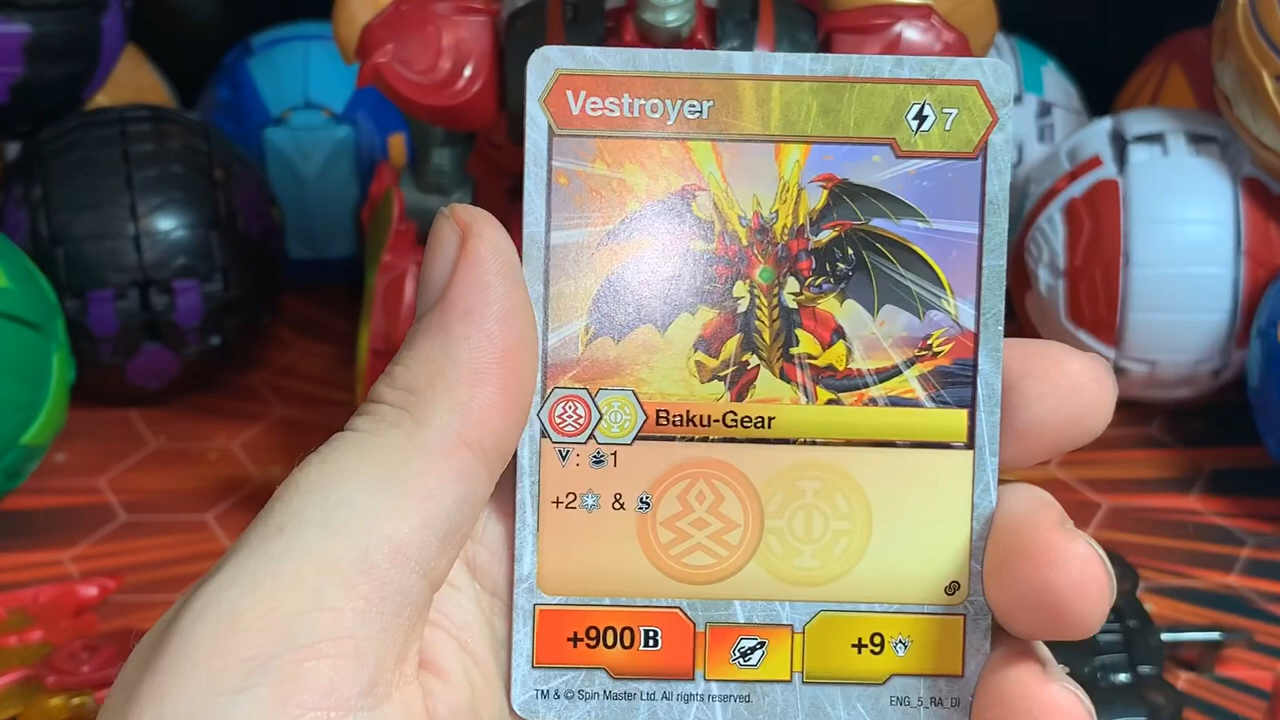 Vestroyer
7
Baku-Gear
V: 1
+2 & S
+900 B
+9
TM & © Spin Master Ltd. All rights reserved.
ENG_5_RA_DI